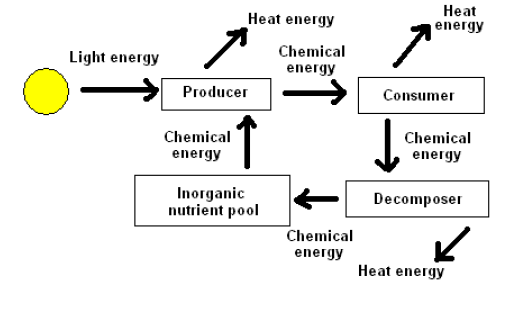 Heat energy
Heat
energy
Light energy
Chemical
energy
Producer
Consumer
Chemical
energy
Chemical
energy
Inorganic
nutrient pool
Decomposer
Chemical
energy
Heat energy